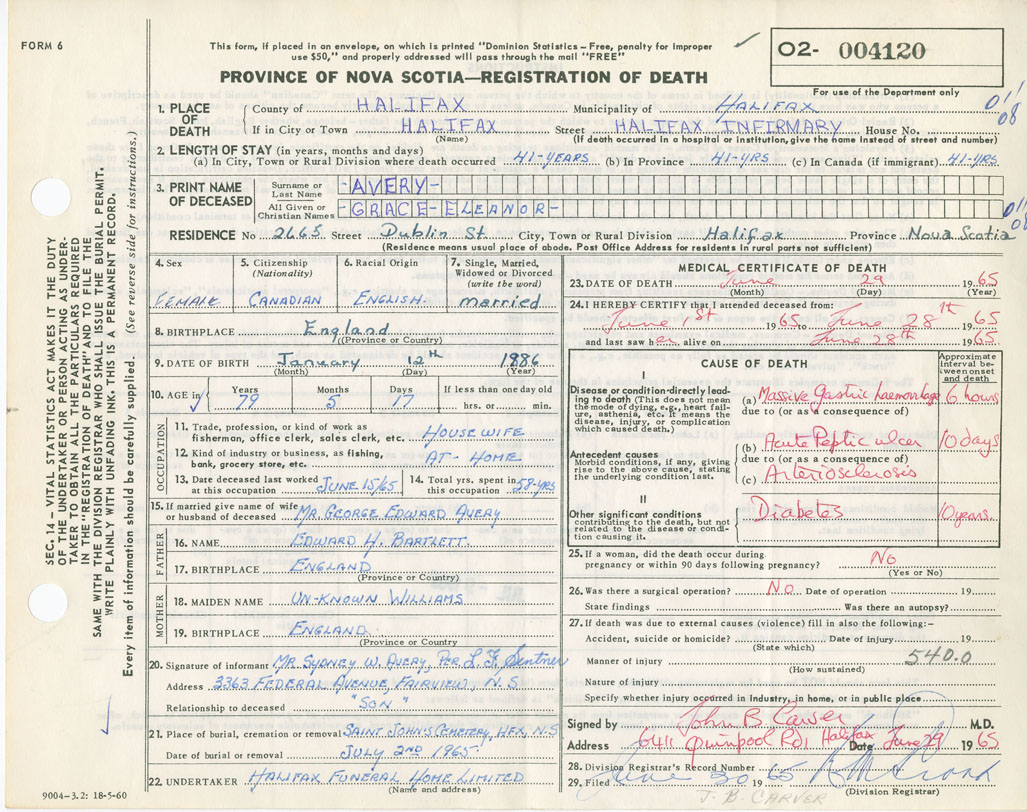 FORM 6
This form, if placed in an envelope, on which is printed "Dominion Statistics – Free, penalty for improper
use $50," and properly addressed will pass through the mail "FREE"
O2- 004120
PROVINCE OF NOVA SCOTIA—REGISTRATION OF DEATH
For use of the Department only
1. PLACE OF DEATH
County of HALIFAX Municipality of HALIFAX 011
08
If in City or Town HALIFAX Street HALIFAX INFIRMARY House No.
(Name) (If death occurred in a hospital or institution, give the name instead of street and number)
2. LENGTH OF STAY (in years, months and days)
(a) In City, Town or Rural Division where death occurred 41-YEARS (b) In Province 41-YRS (c) In Canada (if immigrant) 41-YRS.
3. PRINT NAME OF DECEASED
Surname or Last Name -AVERY-
All Given or Christian Names -GRACE-ELEANOR-
RESIDENCE No 2665 Street Dublin St City, Town or Rural Division Halifax Province Nova Scotia
(Residence means usual place of abode. Post Office Address for residents in rural parts not sufficient)
4. Sex FEMALE
5. Citizenship (Nationality) CANADIAN
6. Racial Origin ENGLISH.
7. Single, Married, Widowed or Divorced (write the word) married
8. BIRTHPLACE England
(Province or Country)
9. DATE OF BIRTH January 12th 1886
(Month) (Day) (Year)
10. AGE in Years 79 Months 5 Days 17 If less than one day old hrs. or min.
OCCUPATION
11. Trade, profession, or kind of work as
fisherman, office clerk, sales clerk, etc. HOUSEWIFE
12. Kind of industry or business, as fishing,
bank, grocery store, etc. AT-HOME
13. Date deceased last worked at this occupation JUNE 15/65
14. Total yrs. spent in this occupation 58-YRS
15. If married give name of wife
or husband of deceased MR. GEORGE EDWARD AVERY
FATHER
16. NAME EDWARD H. BARTLETT.
17. BIRTHPLACE ENGLAND
(Province or Country)
MOTHER
18. MAIDEN NAME UN-KNOWN WILLIAMS
19. BIRTHPLACE ENGLAND.
(Province or Country)
20. Signature of informant MR SYDNEY W. AVERY, PER L. F. Sentner
Address 3363 FEDERAL AVENUE, FAIRVIEW, N.S
Relationship to deceased "SON"
21. Place of burial, cremation or removal SAINT JOHN'S CEMETERY, HFX, N.S
Date of burial or removal JULY 2ND 1965
22. UNDERTAKER HALIFAX FUNERAL HOME LIMITED
(Name and address)
9004–3.2: 18-5-60
MEDICAL CERTIFICATE OF DEATH
23. DATE OF DEATH June 29 1965
(Month) (Day) (Year)
24. I HEREBY CERTIFY that I attended deceased from:
June 1st 1965 to June 28th 1965
and last saw her alive on June 28th 1965.
CAUSE OF DEATH
Approximate interval between onset and death
I
Disease or condition directly leading to death (This does not mean the mode of dying, e.g., heart failure, asthenia, etc. It means the disease, injury, or complication which caused death.)
(a) Massive Gastric haemorrhage 6 hours
due to (or as a consequence of)
(b) Acute Peptic ulcer 10 days
Antecedent causes
Morbid conditions, if any, giving rise to the above cause, stating the underlying condition last.
due to (or as a consequence of)
(c) Arteriosclerosis
II
Other significant conditions
contributing to the death, but not related to the disease or condition causing it.
Diabetes 10 years.
25. If a woman, did the death occur during
pregnancy or within 90 days following pregnancy? No
(Yes or No)
26. Was there a surgical operation? No Date of operation 19
State findings Was there an autopsy?
27. If death was due to external causes (violence) fill in also the following:–
Accident, suicide or homicide? Date of injury 19
(State which)
Manner of injury 540.0
(How sustained)
Nature of injury
Specify whether injury occurred in industry, in home, or in public place
Signed by John B Carver M.D.
Address 6411 Quinpool Rd Halifax Date June 29 1965
28. Division Registrar's Record Number
29. Filed June 30 1965
(Division Registrar)
J. B. CARVER
SEC. 14 – VITAL STATISTICS ACT MAKES IT THE DUTY
OF THE UNDERTAKER OR PERSON ACTING AS UNDER-
TAKER TO OBTAIN ALL THE PARTICULARS REQUIRED
IN THE "REGISTRATION OF DEATH" AND FILE THE
SAME WITH THE DIVISION REGISTRAR WHO SHALL ISSUE THE BURIAL PERMIT.
WRITE PLAINLY WITH UNFADING INK. THIS IS A PERMANENT RECORD.
Every item of information should be carefully supplied. (See reverse side for instructions.)